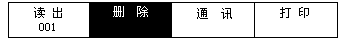 读 出 删 除 通 讯 打 印
001